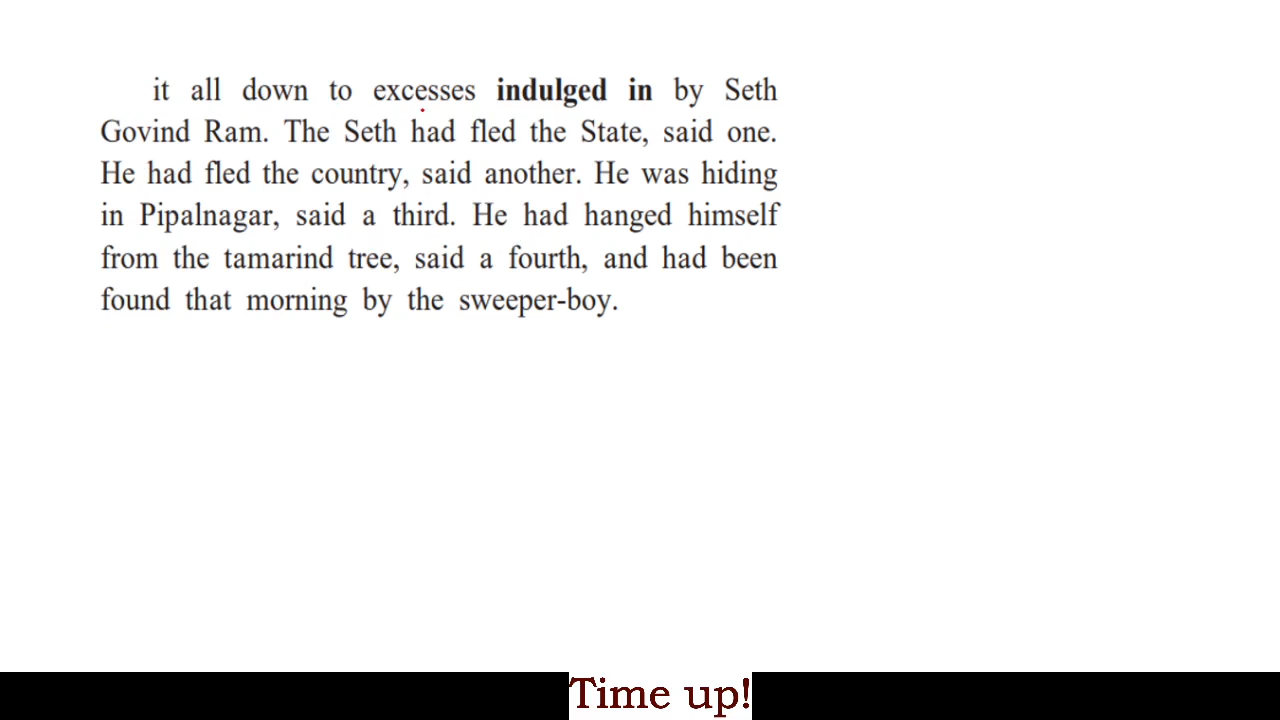 it all down to excesses indulged in by Seth
Govind Ram. The Seth had fled the State, said one.
He had fled the country, said another. He was hiding
in Pipalnagar, said a third. He had hanged himself
from the tamarind tree, said a fourth, and had been
found that morning by the sweeper-boy.
Time up!